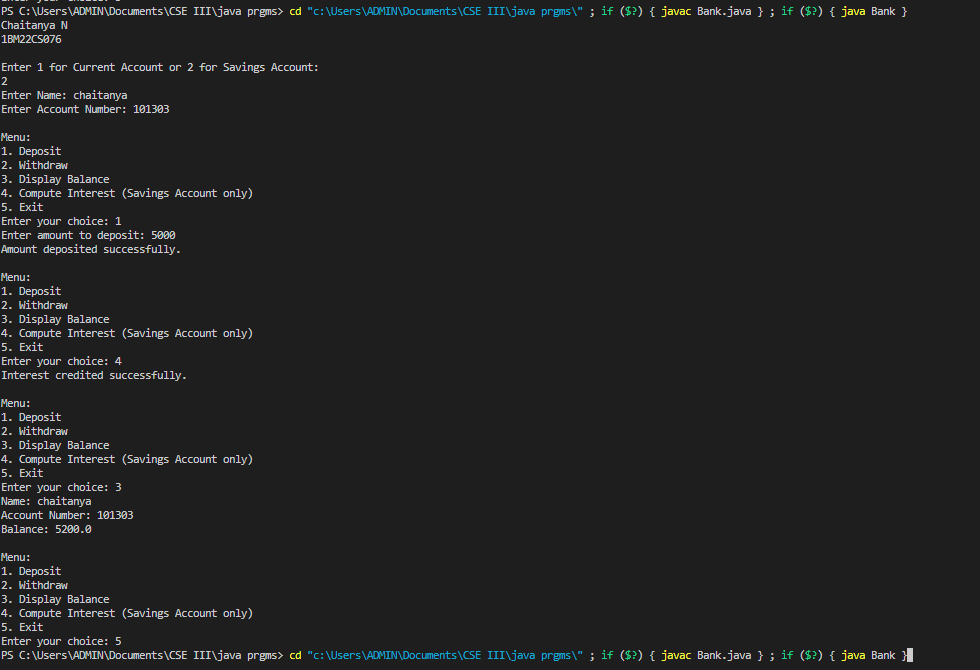 PS C:\Users\ADMIN\Documents\CSE III\java prgms> cd "c:\Users\ADMIN\Documents\CSE III\java prgms\" ; if ($?) { javac Bank.java } ; if ($?) { java Bank }
Chaitanya N
1BM22CS076
Enter 1 for Current Account or 2 for Savings Account:
2
Enter Name: chaitanya
Enter Account Number: 101303
Menu:
1. Deposit
2. Withdraw
3. Display Balance
4. Compute Interest (Savings Account only)
5. Exit
Enter your choice: 1
Enter amount to deposit: 5000
Amount deposited successfully.
Menu:
1. Deposit
2. Withdraw
3. Display Balance
4. Compute Interest (Savings Account only)
5. Exit
Enter your choice: 4
Interest credited successfully.
Menu:
1. Deposit
2. Withdraw
3. Display Balance
4. Compute Interest (Savings Account only)
5. Exit
Enter your choice: 3
Name: chaitanya
Account Number: 101303
Balance: 5200.0
Menu:
1. Deposit
2. Withdraw
3. Display Balance
4. Compute Interest (Savings Account only)
5. Exit
Enter your choice: 5
PS C:\Users\ADMIN\Documents\CSE III\java prgms> cd "c:\Users\ADMIN\Documents\CSE III\java prgms\" ; if ($?) { javac Bank.java } ; if ($?) { java Bank }